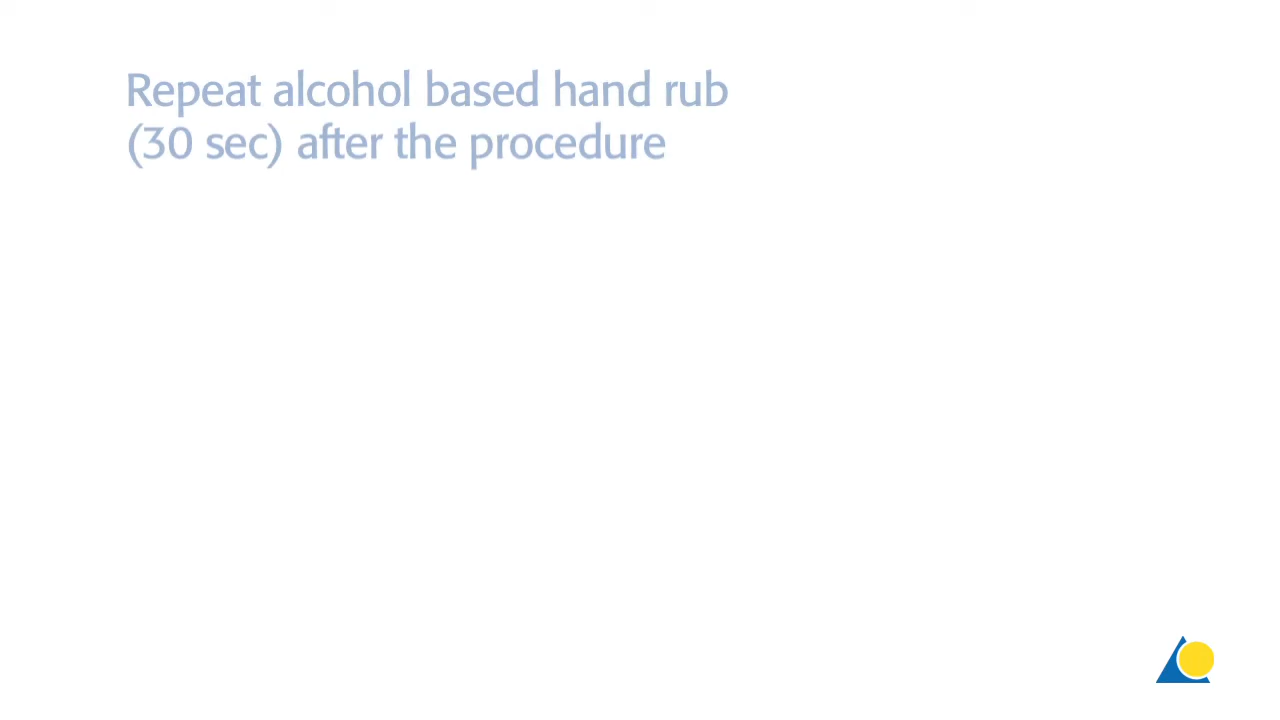 Repeat alcohol based hand rub
(30 sec) after the procedure